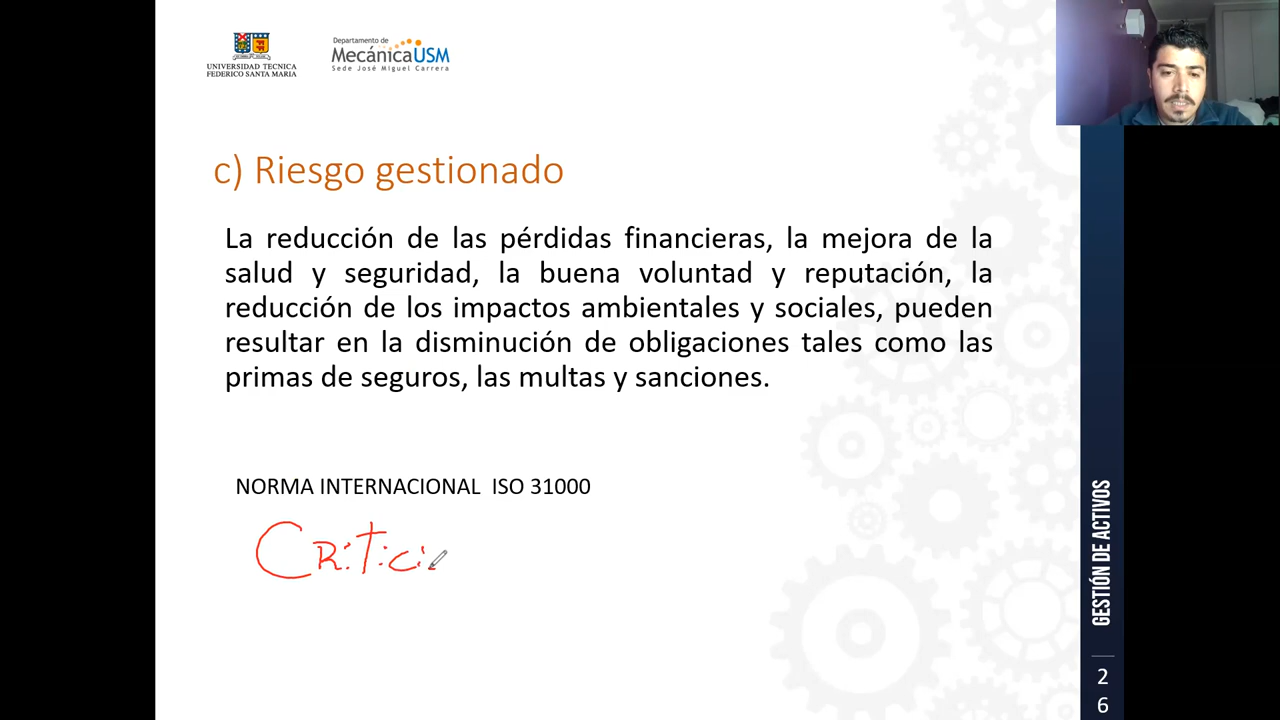 UNIVERSIDAD TECNICA
FEDERICO SANTA MARIA
Departamento de
MecánicaUSM
Sede José Miguel Carrera
c) Riesgo gestionado
La reducción de las pérdidas financieras, la mejora de la
salud y seguridad, la buena voluntad y reputación, la
reducción de los impactos ambientales y sociales, pueden
resultar en la disminución de obligaciones tales como las
primas de seguros, las multas y sanciones.
NORMA INTERNACIONAL ISO 31000
CRitici
GESTIÓN DE ACTIVOS
2
6